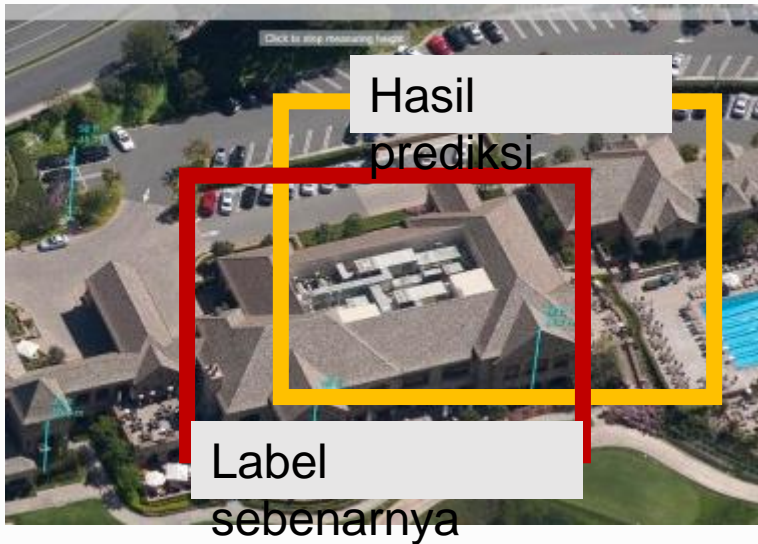 Click to stop measuring height
Hasil
prediksi
Label
sebenarnya